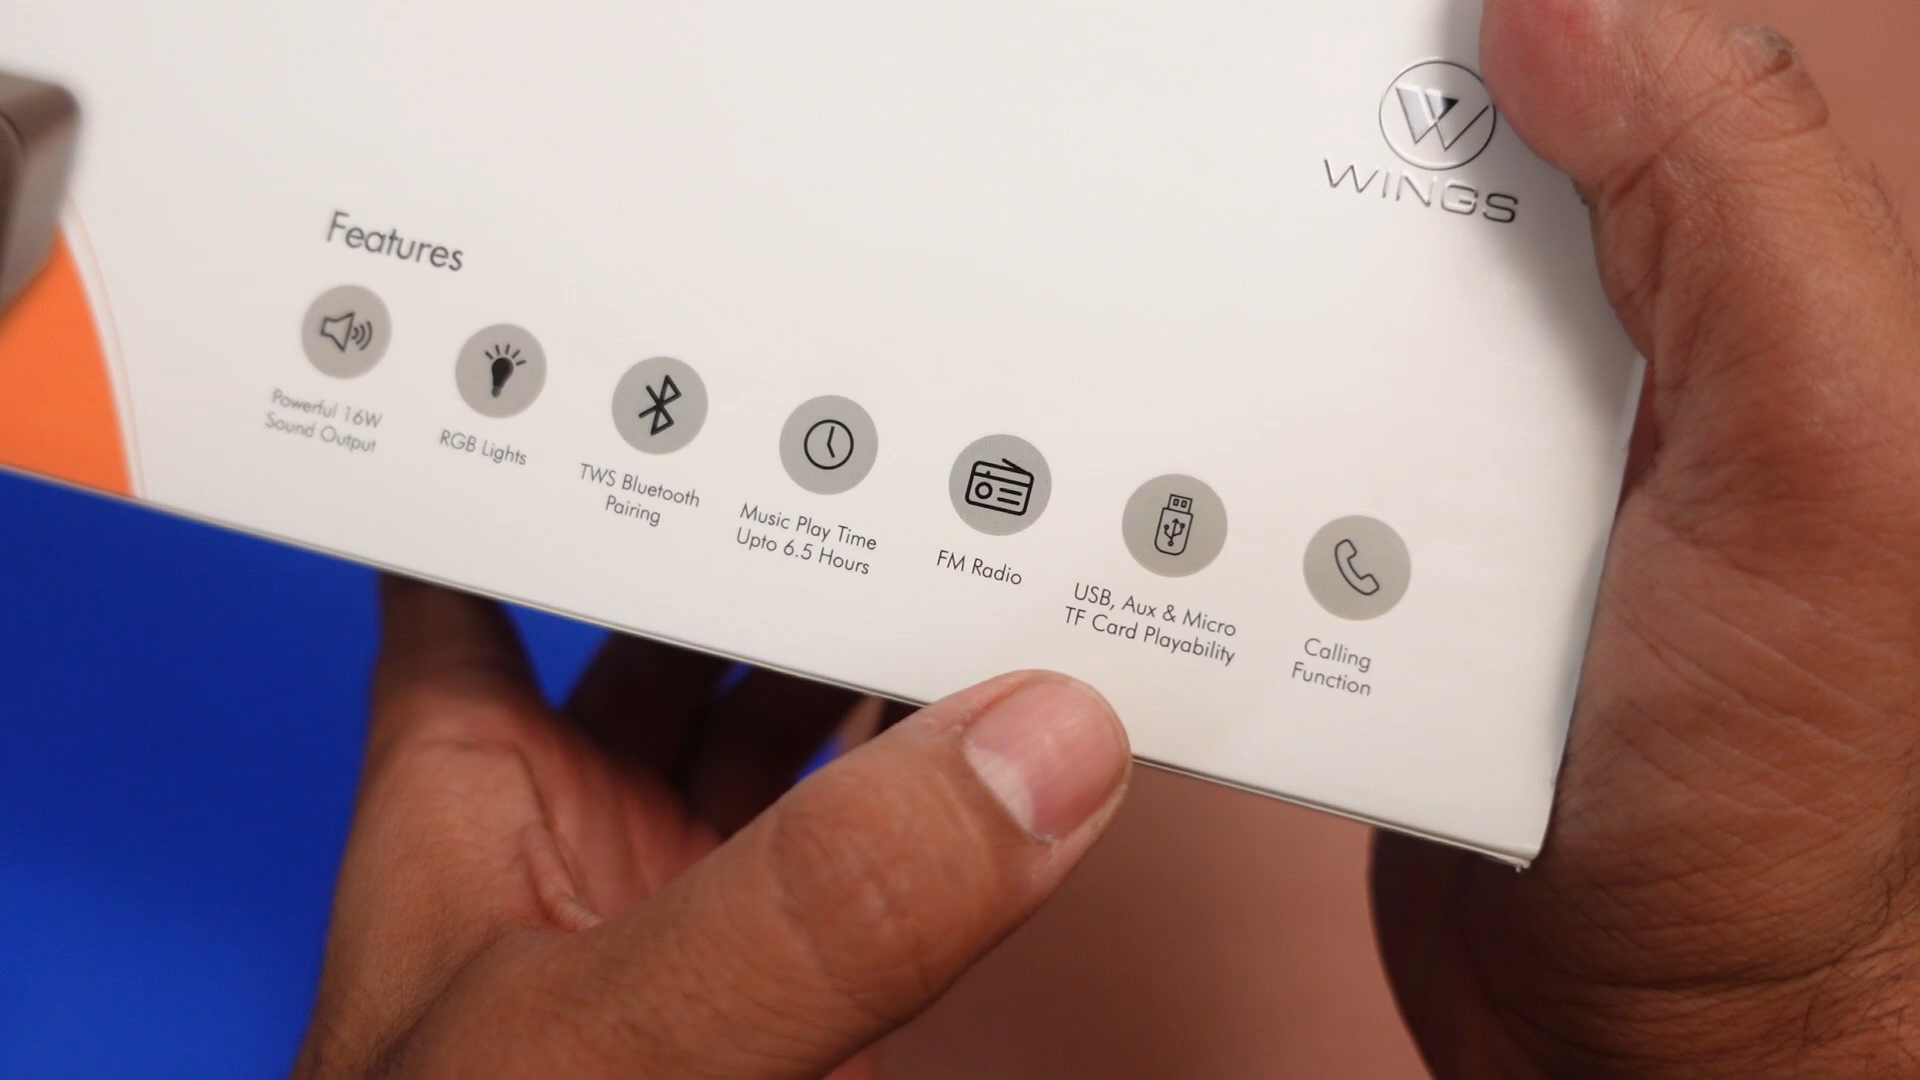 WINGS
Features
Powerful 16W
Sound Output
RGB Lights
TWS Bluetooth
Pairing
Music Play Time
Upto 6.5 Hours
FM Radio
USB, Aux & Micro
TF Card Playability
Calling
Function